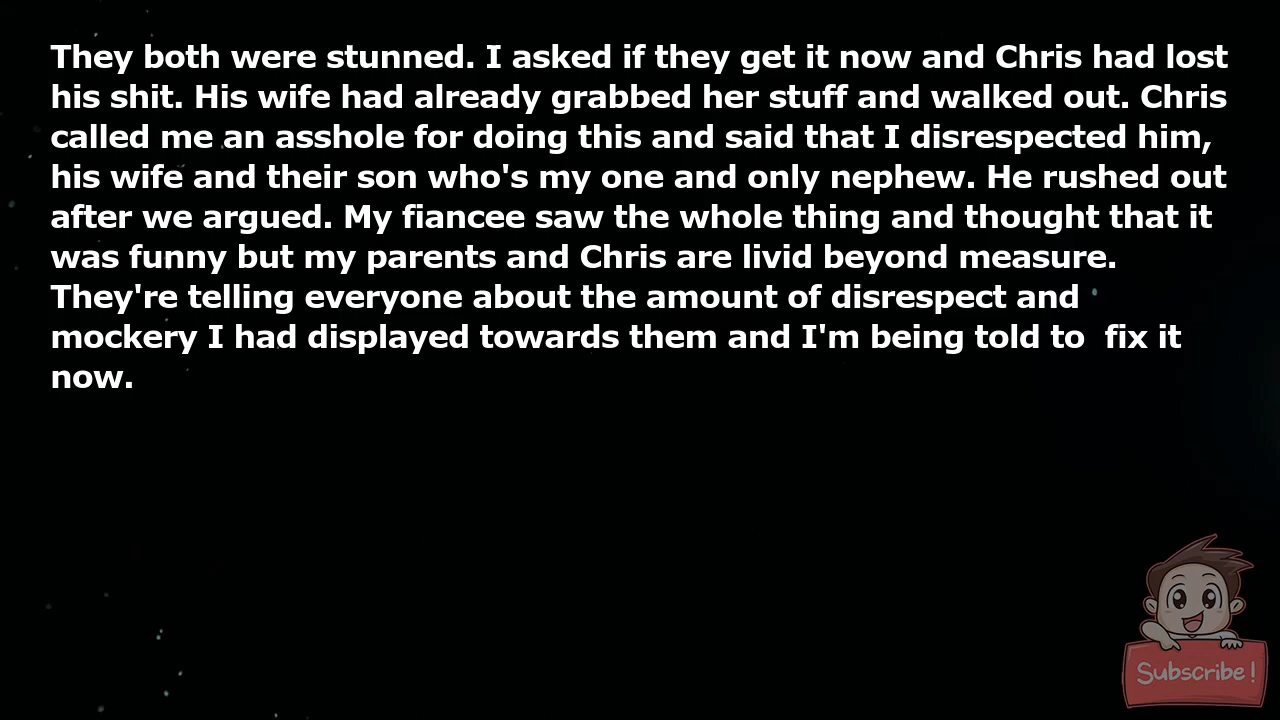 They both were stunned. I asked if they get it now and Chris had lost
his shit. His wife had already grabbed her stuff and walked out. Chris
called me an asshole for doing this and said that I disrespected him,
his wife and their son who's my one and only nephew. He rushed out
after we argued. My fiancee saw the whole thing and thought that it
was funny but my parents and Chris are livid beyond measure.
They're telling everyone about the amount of disrespect and
mockery I had displayed towards them and I'm being told to  fix it
now.
Subscribe!